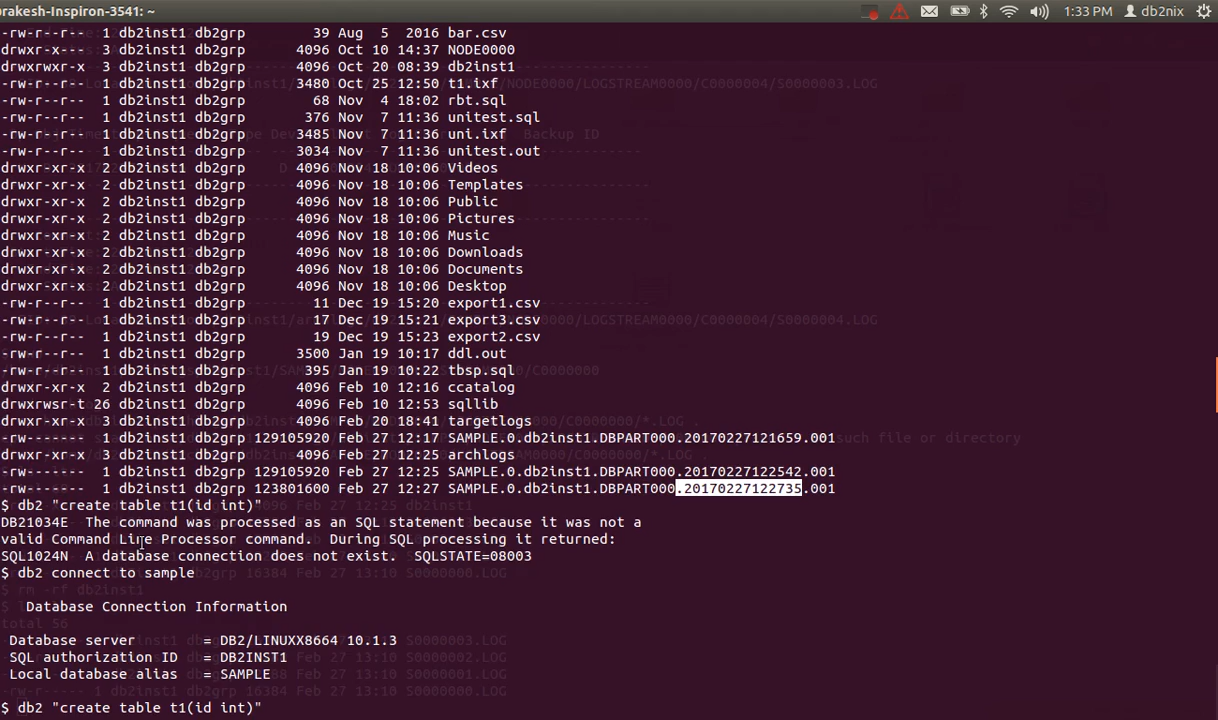 rakesh-Inspiron-3541: ~ 1:33 PM db2nix
-rw-r--r-- 1 db2inst1 db2grp 39 Aug 5 2016 bar.csv
drwxr-x--- 3 db2inst1 db2grp 4096 Oct 10 14:37 NODE0000
drwxrwxr-x 3 db2inst1 db2grp 4096 Oct 20 08:39 db2inst1
-rw-r--r-- 1 db2inst1 db2grp 3480 Oct 25 12:50 t1.ixf
-rw-r--r-- 1 db2inst1 db2grp 68 Nov 4 18:02 rbt.sql
-rw-r--r-- 1 db2inst1 db2grp 376 Nov 7 11:36 unitest.sql
-rw-r--r-- 1 db2inst1 db2grp 3485 Nov 7 11:36 uni.ixf
-rw-r--r-- 1 db2inst1 db2grp 3034 Nov 7 11:36 unitest.out
drwxr-xr-x 2 db2inst1 db2grp 4096 Nov 18 10:06 Videos
drwxr-xr-x 2 db2inst1 db2grp 4096 Nov 18 10:06 Templates
drwxr-xr-x 2 db2inst1 db2grp 4096 Nov 18 10:06 Public
drwxr-xr-x 2 db2inst1 db2grp 4096 Nov 18 10:06 Pictures
drwxr-xr-x 2 db2inst1 db2grp 4096 Nov 18 10:06 Music
drwxr-xr-x 2 db2inst1 db2grp 4096 Nov 18 10:06 Downloads
drwxr-xr-x 2 db2inst1 db2grp 4096 Nov 18 10:06 Documents
drwxr-xr-x 2 db2inst1 db2grp 4096 Nov 18 10:06 Desktop
-rw-r--r-- 1 db2inst1 db2grp 11 Dec 19 15:20 export1.csv
-rw-r--r-- 1 db2inst1 db2grp 17 Dec 19 15:21 export3.csv
-rw-r--r-- 1 db2inst1 db2grp 19 Dec 19 15:23 export2.csv
-rw-r--r-- 1 db2inst1 db2grp 3500 Jan 19 10:17 ddl.out
-rw-r--r-- 1 db2inst1 db2grp 395 Jan 19 10:22 tbsp.sql
drwxr-xr-x 2 db2inst1 db2grp 4096 Feb 10 12:16 ccatalog
drwxrwsr-t 26 db2inst1 db2grp 4096 Feb 10 12:53 sqllib
drwxr-xr-x 3 db2inst1 db2grp 4096 Feb 20 18:41 targetlogs
-rw------- 1 db2inst1 db2grp 129105920 Feb 27 12:17 SAMPLE.0.db2inst1.DBPART000.20170227121659.001
drwxr-xr-x 3 db2inst1 db2grp 4096 Feb 27 12:25 archlogs
-rw------- 1 db2inst1 db2grp 129105920 Feb 27 12:25 SAMPLE.0.db2inst1.DBPART000.20170227122542.001
-rw------- 1 db2inst1 db2grp 123801600 Feb 27 12:27 SAMPLE.0.db2inst1.DBPART000.20170227122735.001
$ db2 "create table t1(id int)"
DB21034E The command was processed as an SQL statement because it was not a
valid Command Line Processor command. During SQL processing it returned:
SQL1024N A database connection does not exist. SQLSTATE=08003
$ db2 connect to sample
Database Connection Information
Database server = DB2/LINUXX8664 10.1.3
SQL authorization ID = DB2INST1
Local database alias = SAMPLE
$ db2 "create table t1(id int)"